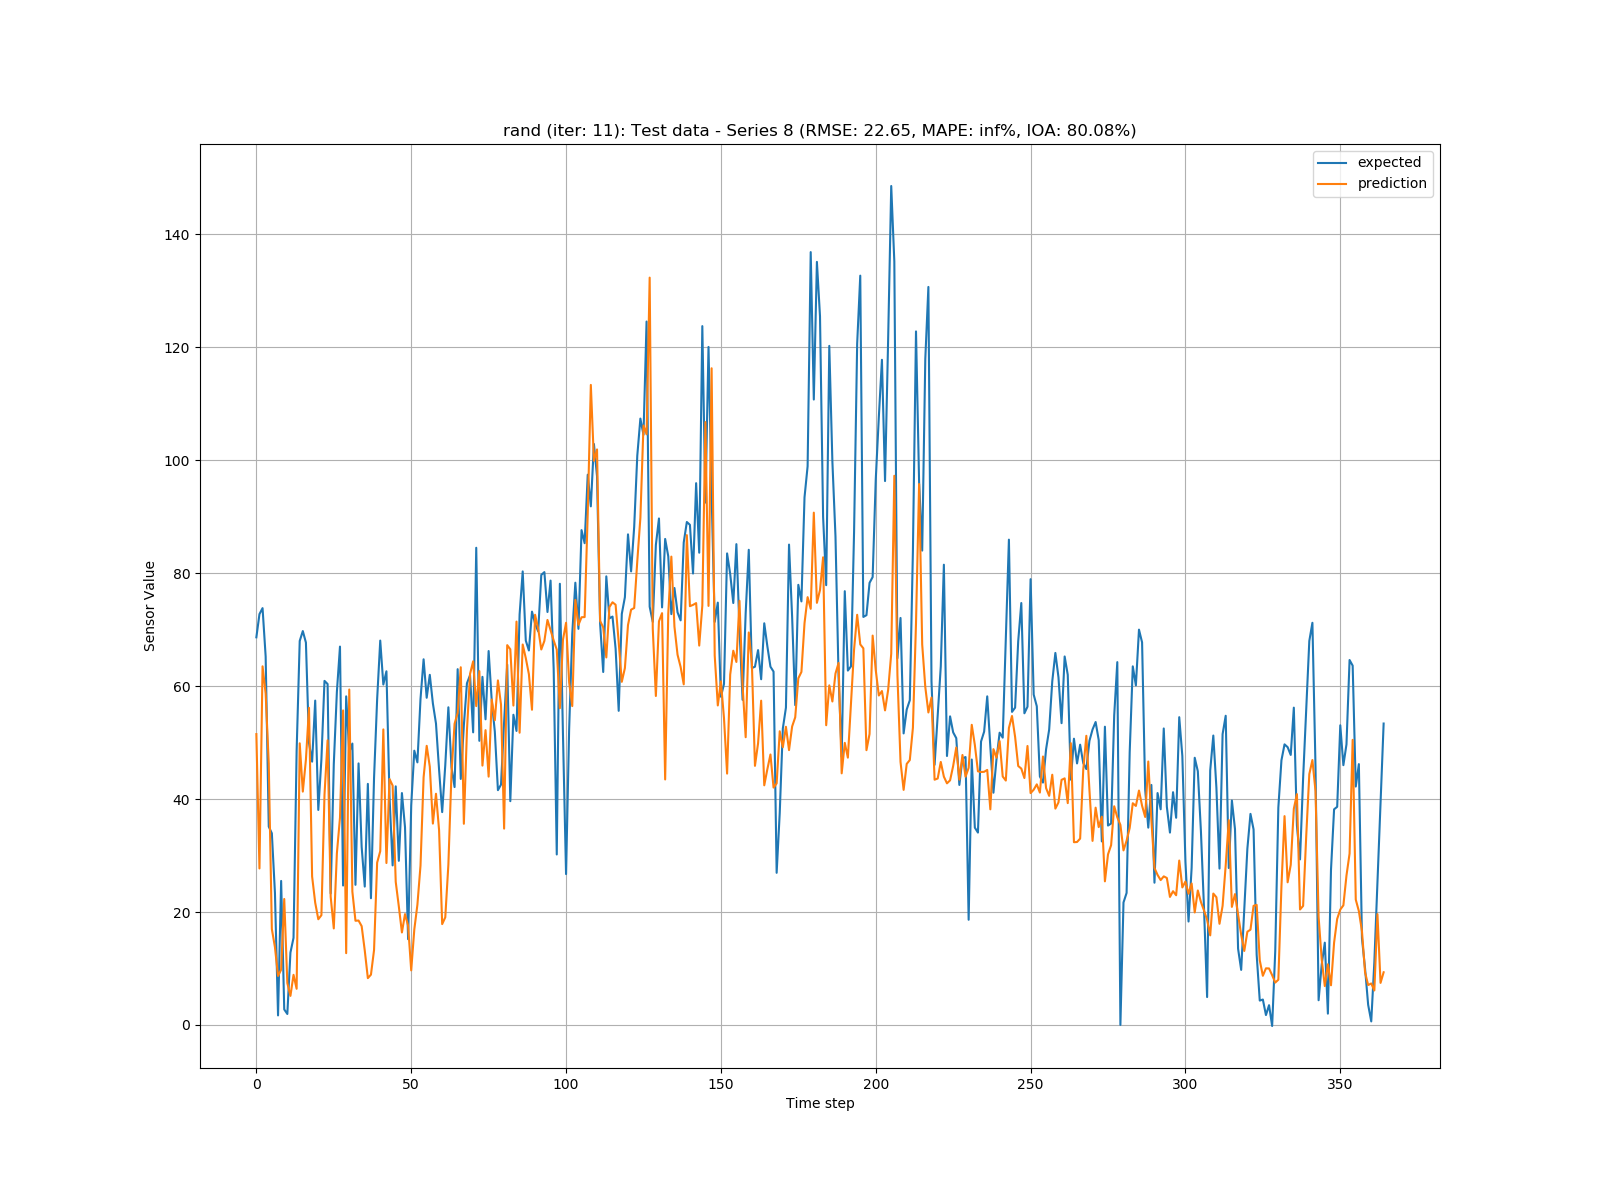 rand (iter: 11): Test data - Series 8 (RMSE: 22.65, MAPE: inf%, IOA: 80.08%)
expected
prediction
140
120
100
80
60
40
20
0
Sensor Value
0 50 100 150 200 250 300 350
Time step